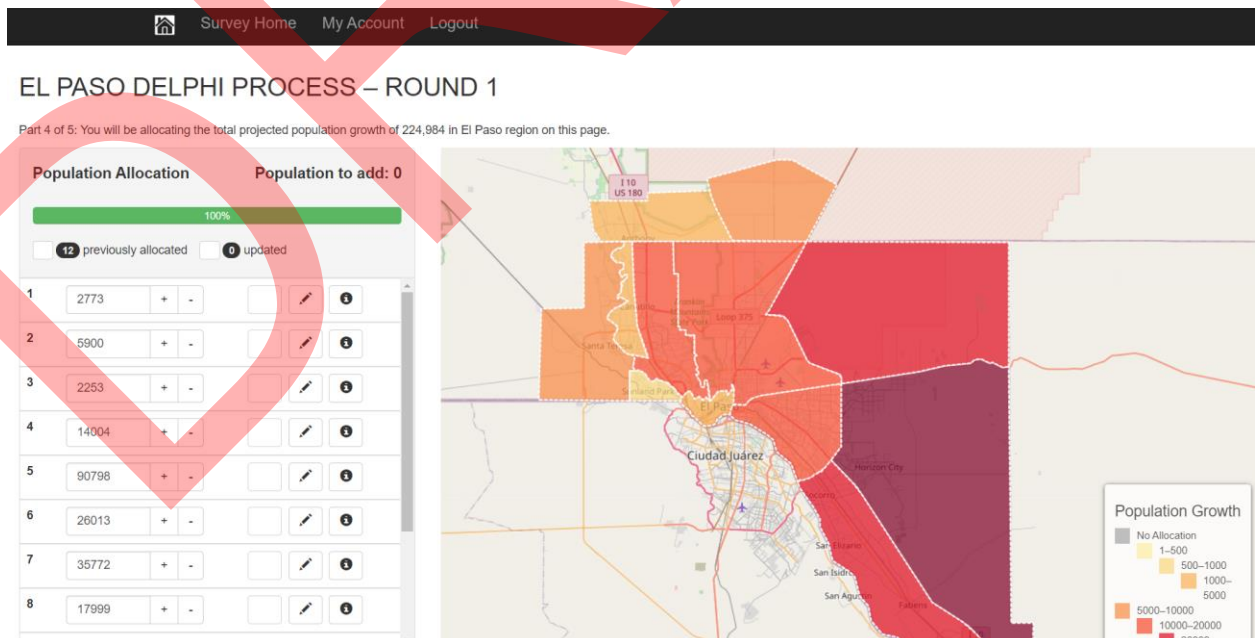 Survey Home My Account Logout
EL PASO DELPHI PROCESS – ROUND 1
Part 4 of 5: You will be allocating the total projected population growth of 224,984 in El Paso region on this page.
Population Allocation Population to add: 0
100%
12 previously allocated 0 updated
1 2773 + -
2 5900 + -
3 2253 + -
4 14004 + -
5 90798 + -
6 26013 + -
7 35772 + -
8 17999 + -
I 10
US 180
Anthony
Loop 375
Santa Teresa
Sunland Park
El Paso
Ciudad Juárez
Horizon City
Socorro
San Elizario
San Isidro
San Agustín
Fabens
Population Growth
No Allocation
1–500
500–1000
1000–
5000
5000–10000
10000–20000